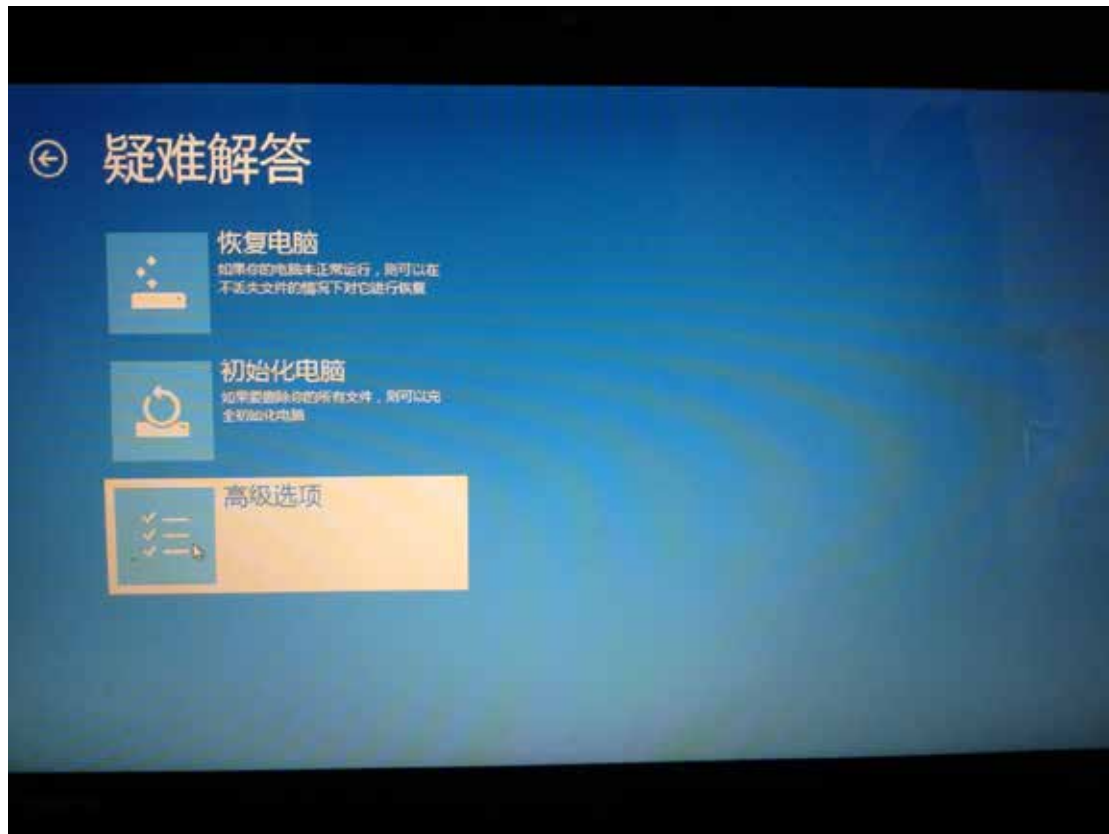 疑难解答
恢复电脑
如果你的电脑未正常运行，则可以在
不丢失文件的情况下对它进行恢复
初始化电脑
如果要删除你的所有文件，则可以完
全初始化电脑
高级选项